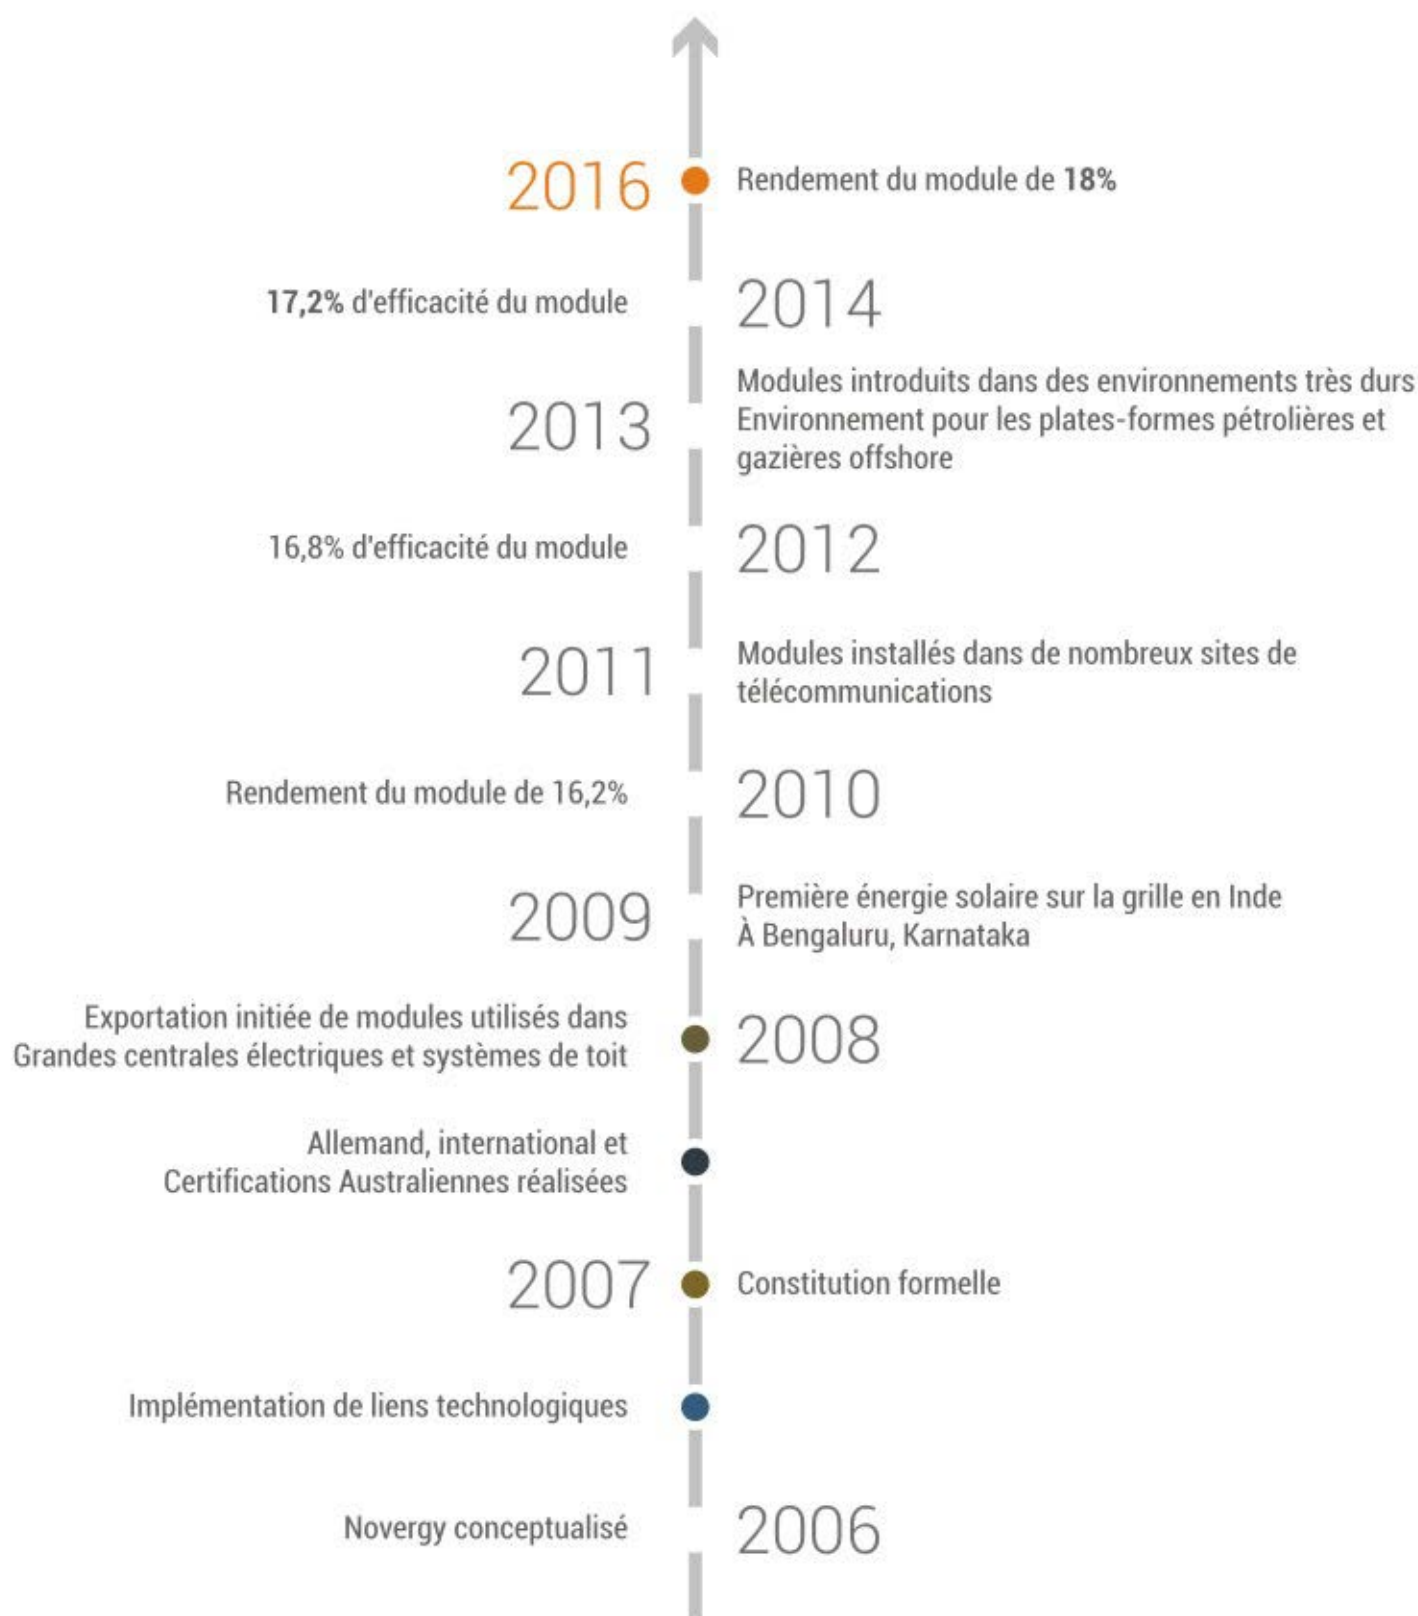 2016
Rendement du module de 18%
17,2% d'efficacité du module
2014
Modules introduits dans des environnements très durs
Environnement pour les plates-formes pétrolières et
gazières offshore
2013
16,8% d'efficacité du module
2012
2011
Modules installés dans de nombreux sites de
télécommunications
Rendement du module de 16,2%
2010
2009
Première énergie solaire sur la grille en Inde
À Bengaluru, Karnataka
Exportation initiée de modules utilisés dans
Grandes centrales électriques et systèmes de toit
2008
Allemand, international et
Certifications Australiennes réalisées
2007
Constitution formelle
Implémentation de liens technologiques
Novergy conceptualisé
2006